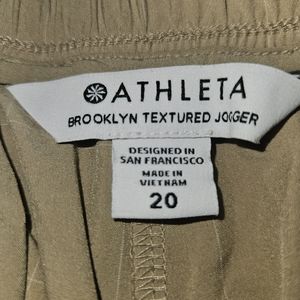 ATHLETA
BROOKLYN TEXTURED JOGGER
DESIGNED IN
SAN FRANCISCO
MADE IN
VIETNAM
20